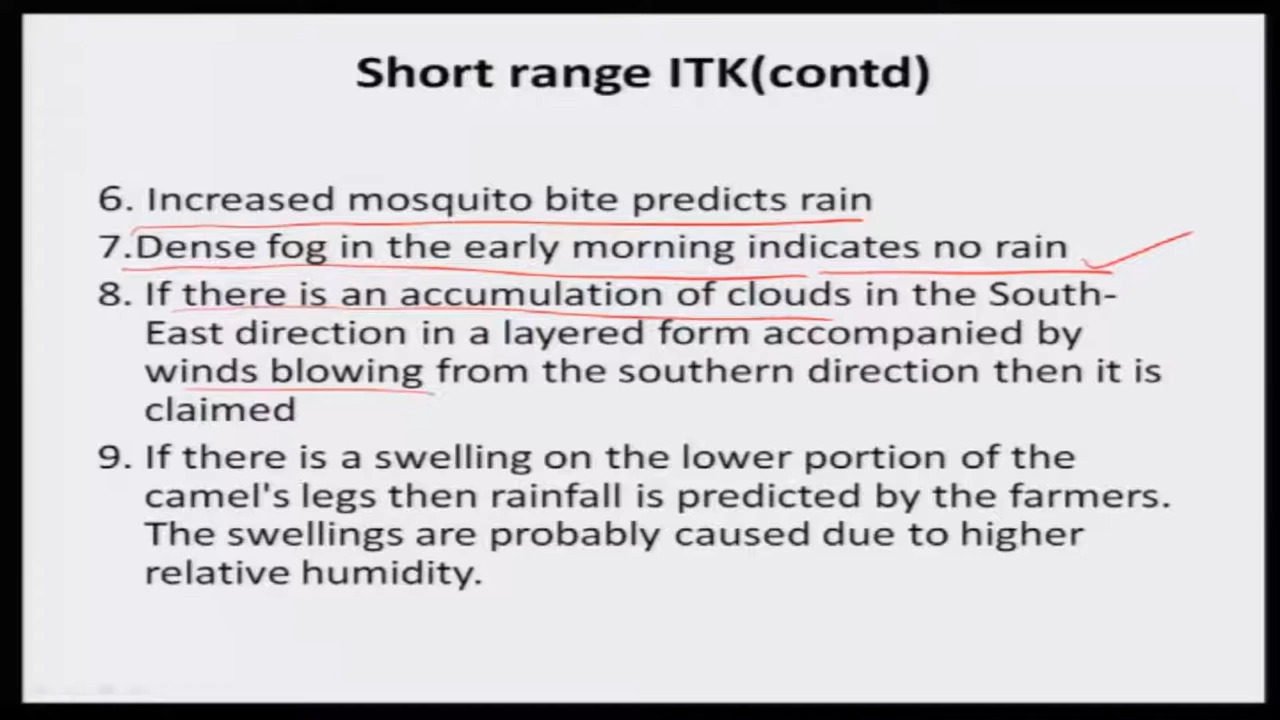 Short range ITK(contd)
6. Increased mosquito bite predicts rain
7.Dense fog in the early morning indicates no rain
8. If there is an accumulation of clouds in the South-
East direction in a layered form accompanied by
winds blowing from the southern direction then it is
claimed
9. If there is a swelling on the lower portion of the
camel's legs then rainfall is predicted by the farmers.
The swellings are probably caused due to higher
relative humidity.